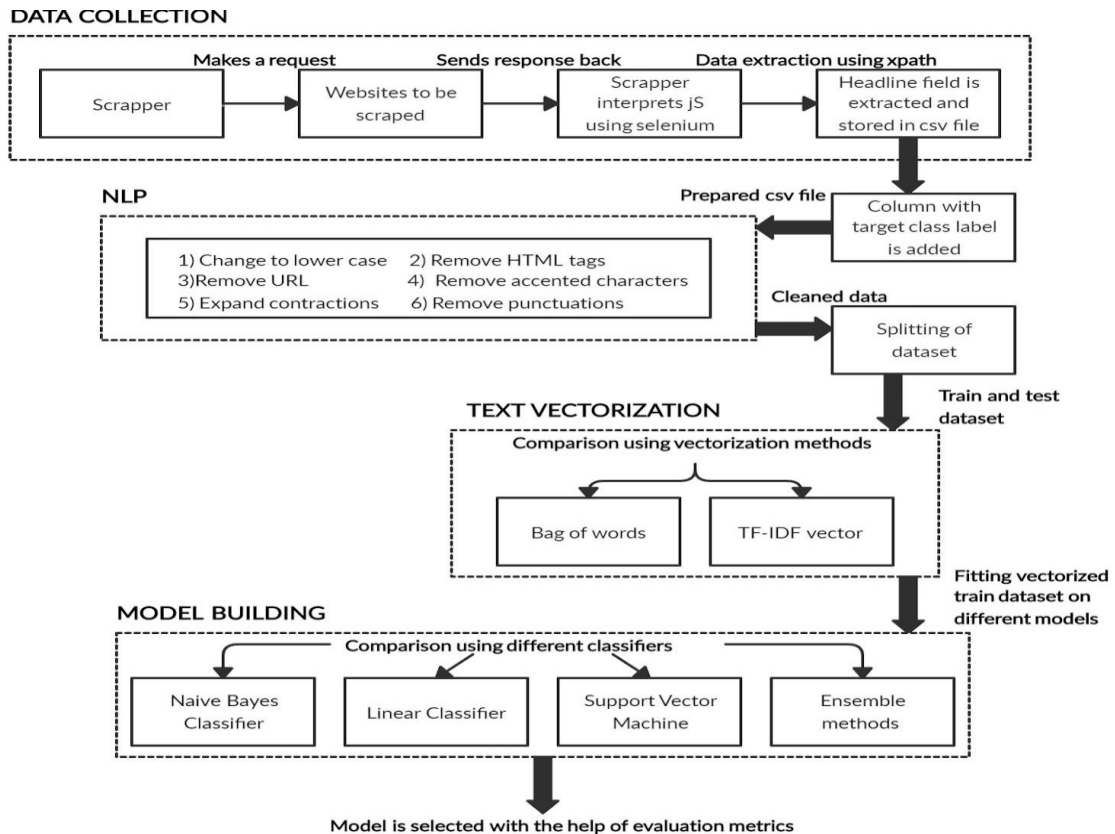 DATA COLLECTION
Makes a request
Sends response back
Data extraction using xpath
Scrapper
Websites to be
scraped
Scrapper
interprets jS
using selenium
Headline field is
extracted and
stored in csv file
NLP
Prepared csv file
Column with
target class label
is added
1) Change to lower case 2) Remove HTML tags
3)Remove URL 4) Remove accented characters
5) Expand contractions 6) Remove punctuations
Cleaned data
Splitting of
dataset
Train and test
dataset
TEXT VECTORIZATION
Comparison using vectorization methods
Bag of words
TF-IDF vector
Fitting vectorized
train dataset on
different models
MODEL BUILDING
Comparison using different classifiers
Naive Bayes
Classifier
Linear Classifier
Support Vector
Machine
Ensemble
methods
Model is selected with the help of evaluation metrics